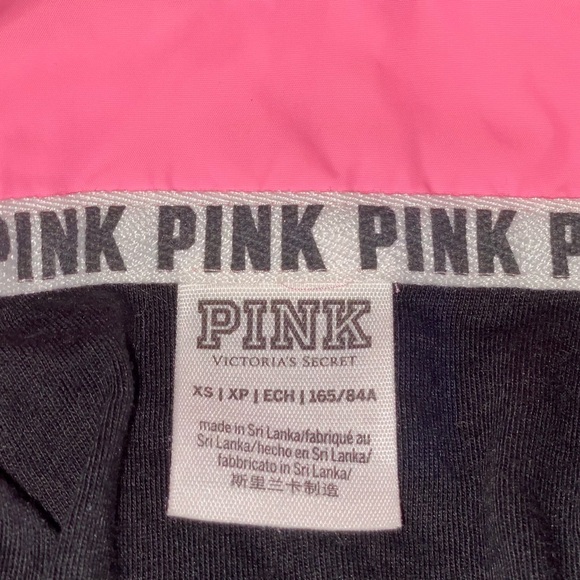 PINK PINK PINK P
PINK
VICTORIA'S SECRET
XS | XP | ECH | 165/84A
made in Sri Lanka/fabriqué au
Sri Lanka/hecho en Sri Lanka/
fabbricato in Sri Lanka/
斯里兰卡制造